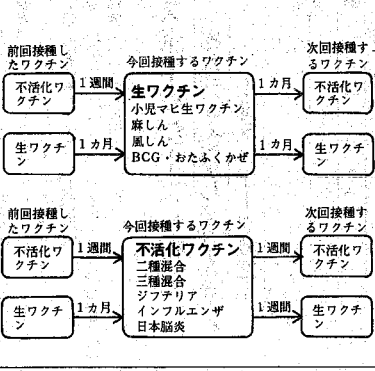 前回接種し
たワクチン
今回接種するワクチン
次回接種す
るワクチン
不活化ワ
クチン
1週間
生ワクチン
小児マヒ生ワクチン
麻しん
風しん
BCG・おたふくかぜ
1カ月
不活化ワ
クチン
生ワクチ
ン
1カ月
1カ月
生ワクチ
ン
前回接種し
たワクチン
今回接種するワクチン
次回接種す
るワクチン
不活化ワ
クチン
1週間
不活化ワクチン
二種混合
三種混合
ジフテリア
インフルエンザ
日本脳炎
1週間
不活化ワ
クチン
生ワクチ
ン
1カ月
1週間
生ワクチ
ン